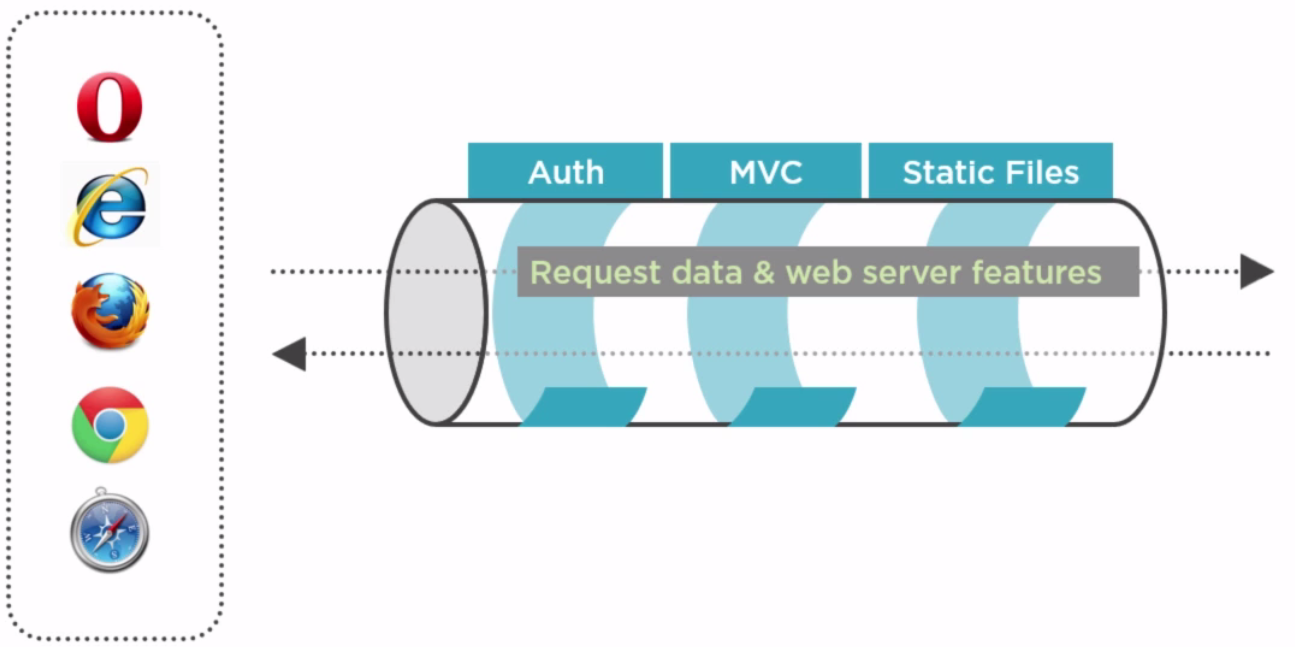 Auth
MVC
Static Files
Request data & web server features